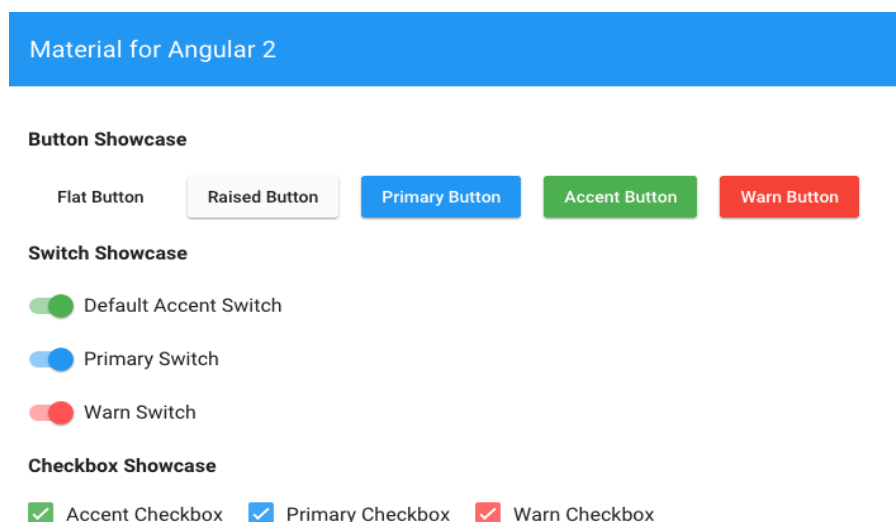 Material for Angular 2
Button Showcase
Flat Button Raised Button Primary Button Accent Button Warn Button
Switch Showcase
Default Accent Switch
Primary Switch
Warn Switch
Checkbox Showcase
Accent Checkbox Primary Checkbox Warn Checkbox